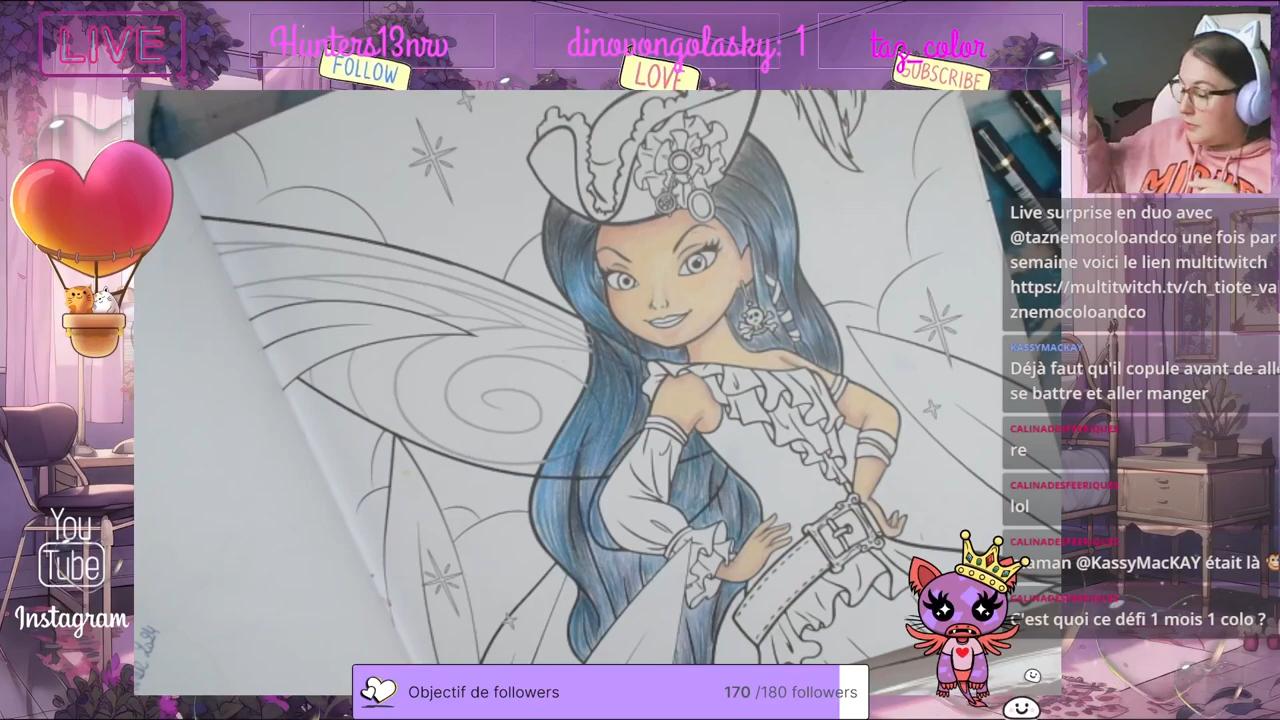 LIVE
Hunters13nrv
dinovongolasky: 1
taz_color
FOLLOW
LOVE
SUBSCRIBE
Live surprise en duo avec
@taznemocoloandco une fois par
semaine voici le lien multitwitch
https://multitwitch.tv/ch_tiote_va
znemocoloandco
KASSYMACKAY
Déjà faut qu'il copule avant de all
se battre et aller manger
CALINADESFEERIQUES
re
CALINADESFEERIQUES
lol
CALINADESFEERIQUES
aman @KassyMacKAY était là
CALINADESFEERIQUES
C'est quoi ce défi 1 mois 1 colo ?
You
Tube
Instagram
Objectif de followers
170 /180 followers